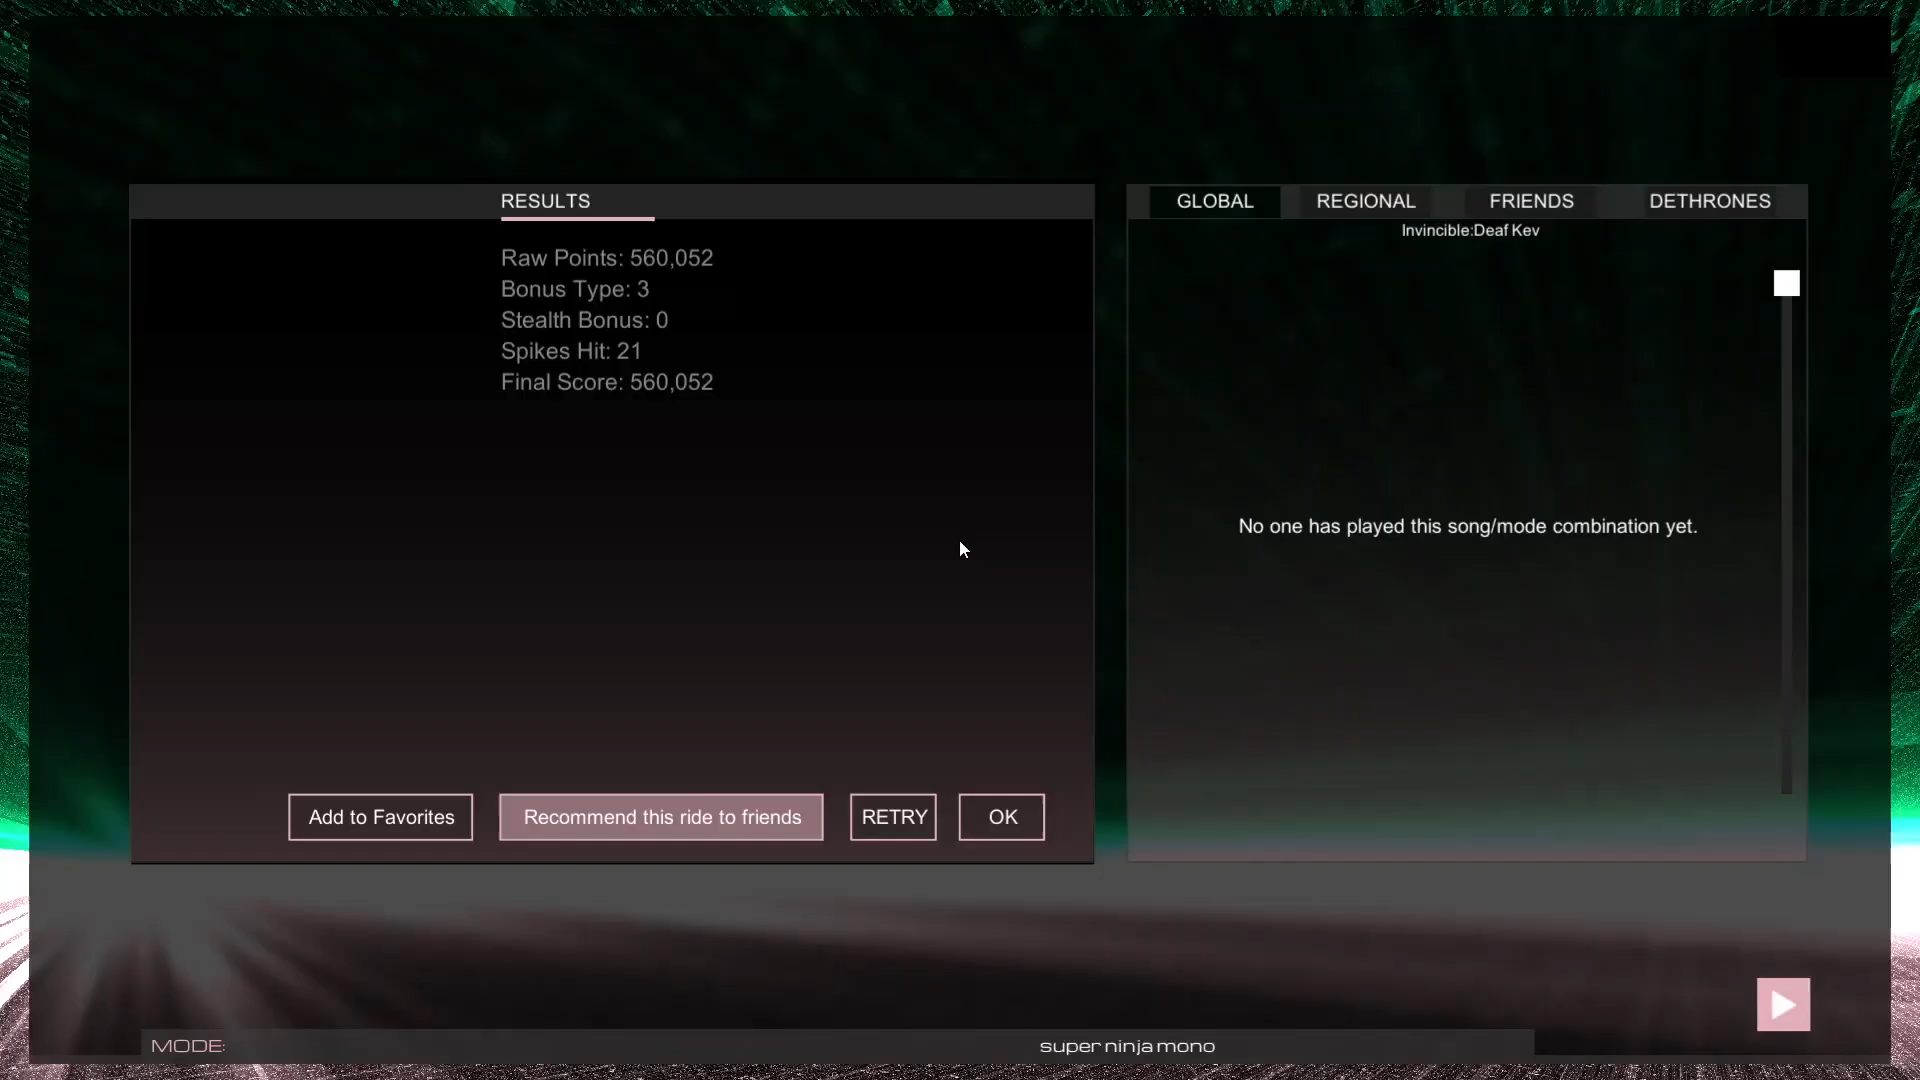 RESULTS
Raw Points: 560,052
Bonus Type: 3
Stealth Bonus: 0
Spikes Hit: 21
Final Score: 560,052
Add to Favorites
Recommend this ride to friends
RETRY
OK
GLOBAL REGIONAL FRIENDS DETHRONES
Invincible:Deaf Kev
No one has played this song/mode combination yet.
MODE: super ninja mono